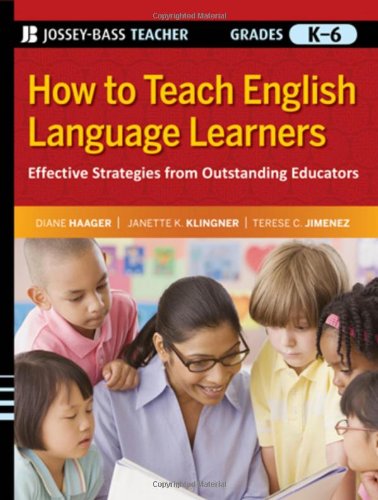 JOSSEY-BASS TEACHER GRADES K–6
How to Teach English
Language Learners
Effective Strategies from Outstanding Educators
DIANE HAAGER | JANETTE K. KLINGNER | TERESE C. JIMENEZ